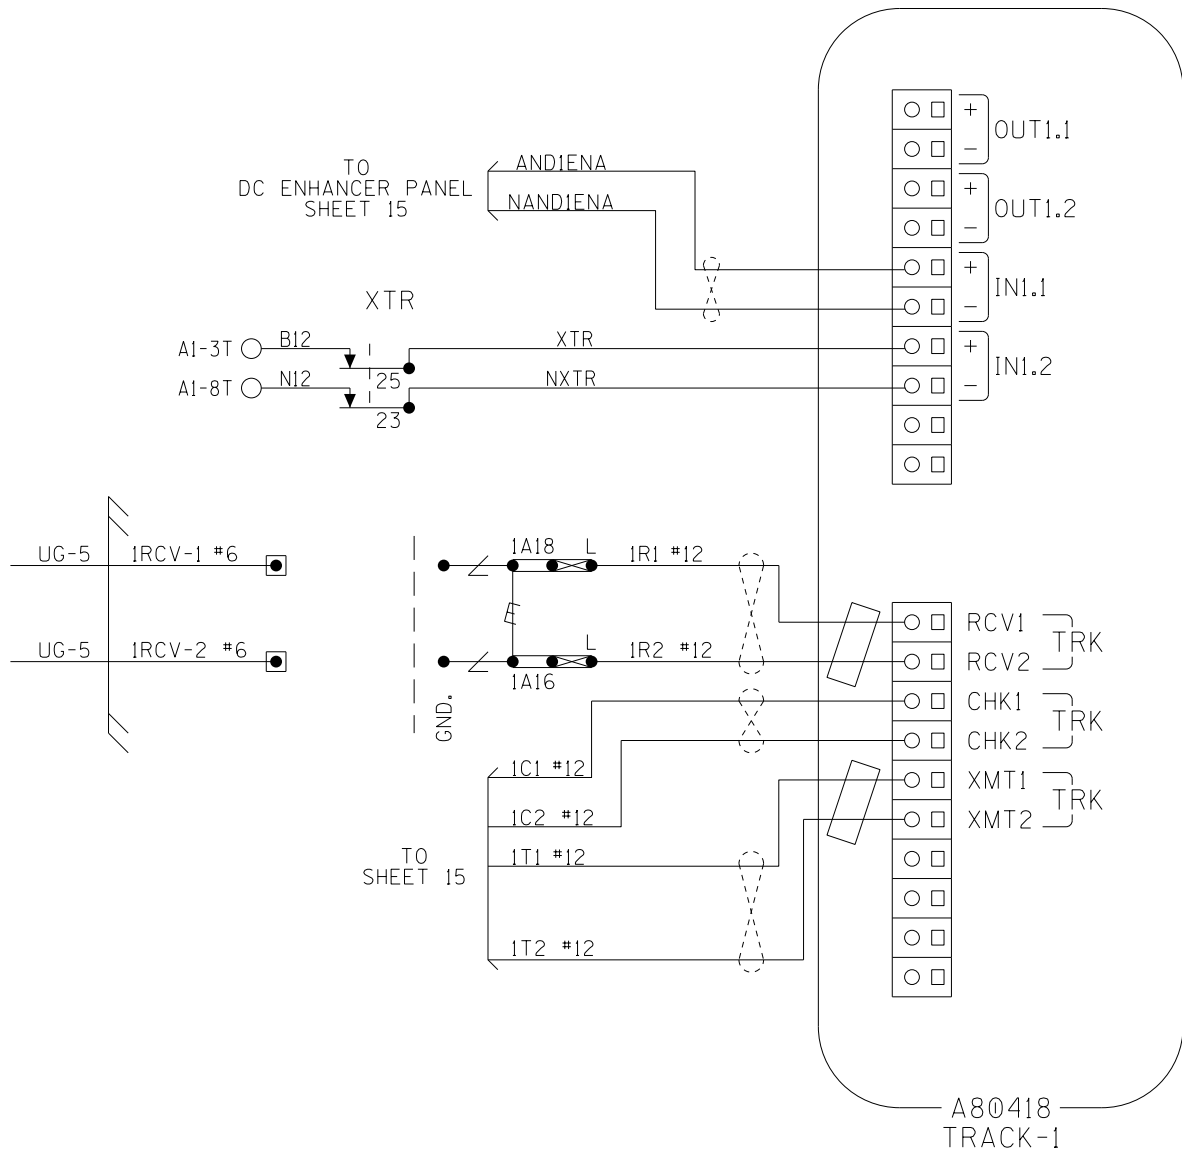 OUT1.1
+
-
TO
DC ENHANCER PANEL
SHEET 15
AND1ENA
NAND1ENA
OUT1.2
+
-
IN1.1
+
-
XTR
A1-3T
B12
25
XTR
A1-8T
N12
23
NXTR
IN1.2
+
-
UG-5
1RCV-1 #6
1A18
L
1R1 #12
E
UG-5
1RCV-2 #6
1A16
L
1R2 #12
GND.
RCV1
RCV2
TRK
CHK1
CHK2
TRK
XMT1
XMT2
TRK
1C1 #12
1C2 #12
TO
SHEET 15
1T1 #12
1T2 #12
A80418
TRACK-1